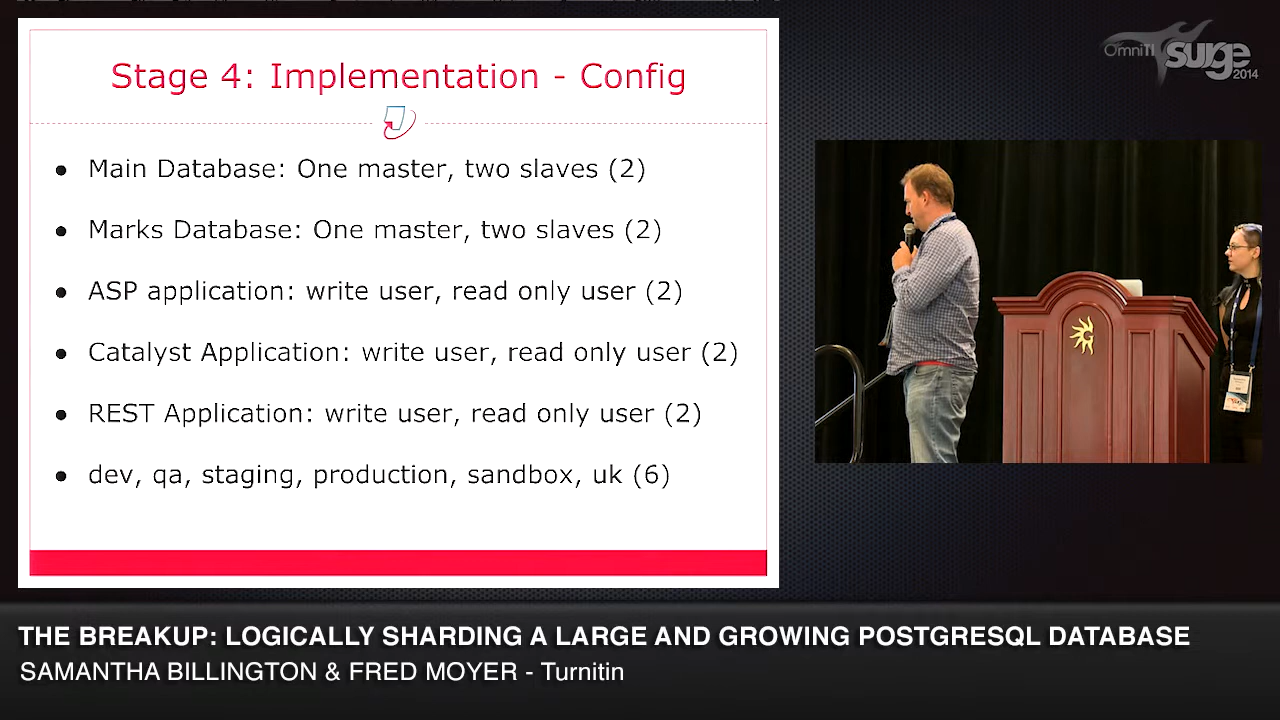 Stage 4: Implementation - Config
● Main Database: One master, two slaves (2)
● Marks Database: One master, two slaves (2)
● ASP application: write user, read only user (2)
● Catalyst Application: write user, read only user (2)
● REST Application: write user, read only user (2)
● dev, qa, staging, production, sandbox, uk (6)
OmniTI surge
2014
THE BREAKUP: LOGICALLY SHARDING A LARGE AND GROWING POSTGRESQL DATABASE
SAMANTHA BILLINGTON & FRED MOYER - Turnitin